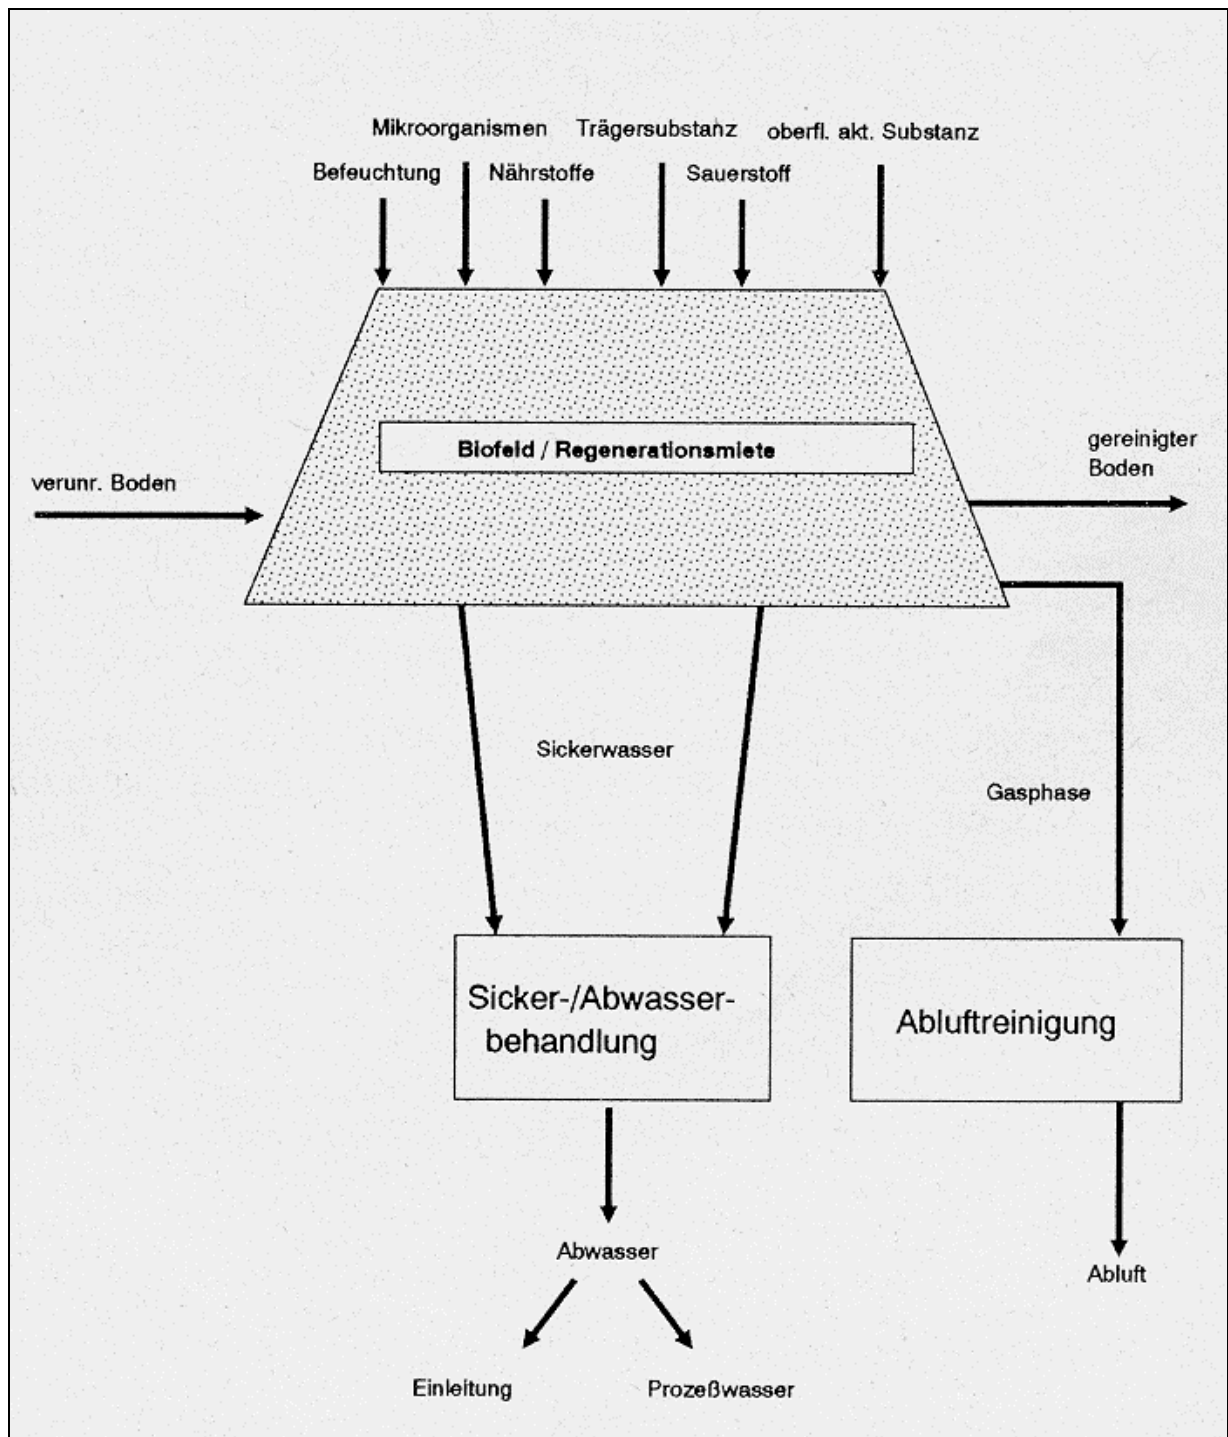 Mikroorganismen Trägersubstanz oberfl. akt. Substanz
Befeuchtung Nährstoffe Sauerstoff
Biofeld / Regenerationsmiete
gereinigter
Boden
verunr. Boden
Sickerwasser
Gasphase
Sicker-/Abwasser-
behandlung
Abluftreinigung
Abwasser
Abluft
Einleitung Prozeßwasser